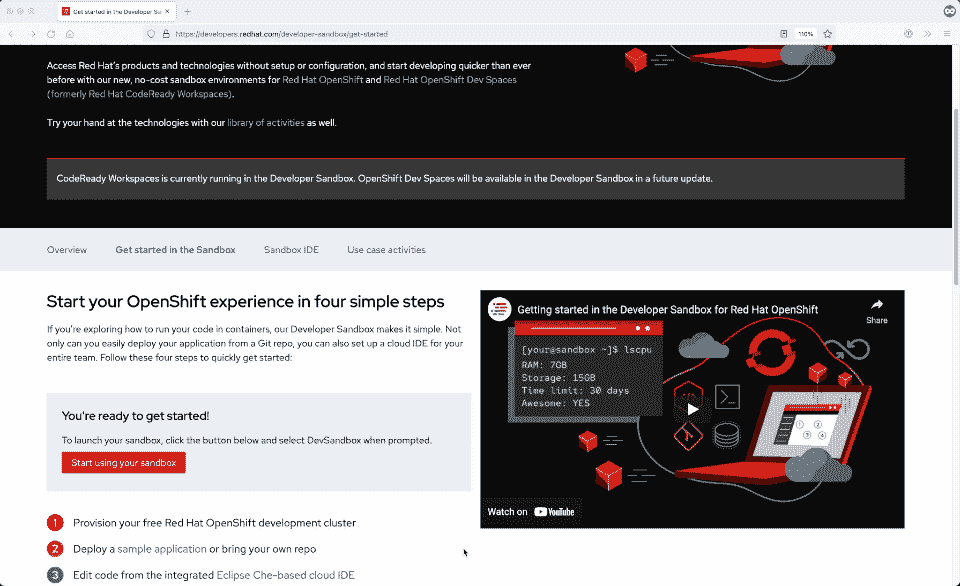 Get started in the Developer Sa
https://developers.redhat.com/developer-sandbox/get-started
110%
Access Red Hat's products and technologies without setup or configuration, and start developing quicker than ever
before with our new, no-cost sandbox environments for Red Hat OpenShift and Red Hat OpenShift Dev Spaces
(formerly Red Hat CodeReady Workspaces).
Try your hand at the technologies with our library of activities as well.
CodeReady Workspaces is currently running in the Developer Sandbox. OpenShift Dev Spaces will be available in the Developer Sandbox in a future update.
Overview
Get started in the Sandbox
Sandbox IDE
Use case activities
Start your OpenShift experience in four simple steps
If you're exploring how to run your code in containers, our Developer Sandbox makes it simple. Not
only can you easily deploy your application from a Git repo, you can also set up a cloud IDE for your
entire team. Follow these four steps to quickly get started:
You're ready to get started!
To launch your sandbox, click the button below and select DevSandbox when prompted.
Start using your sandbox
1 Provision your free Red Hat OpenShift development cluster
2 Deploy a sample application or bring your own repo
3 Edit code from the integrated Eclipse Che-based cloud IDE
Getting started in the Developer Sandbox for Red Hat OpenShift
Share
[your@sandbox ~]$ lscpu
RAM: 7GB
Storage: 15GB
Time limit: 30 days
Awesome: YES
1 2
3 4
Watch on YouTube